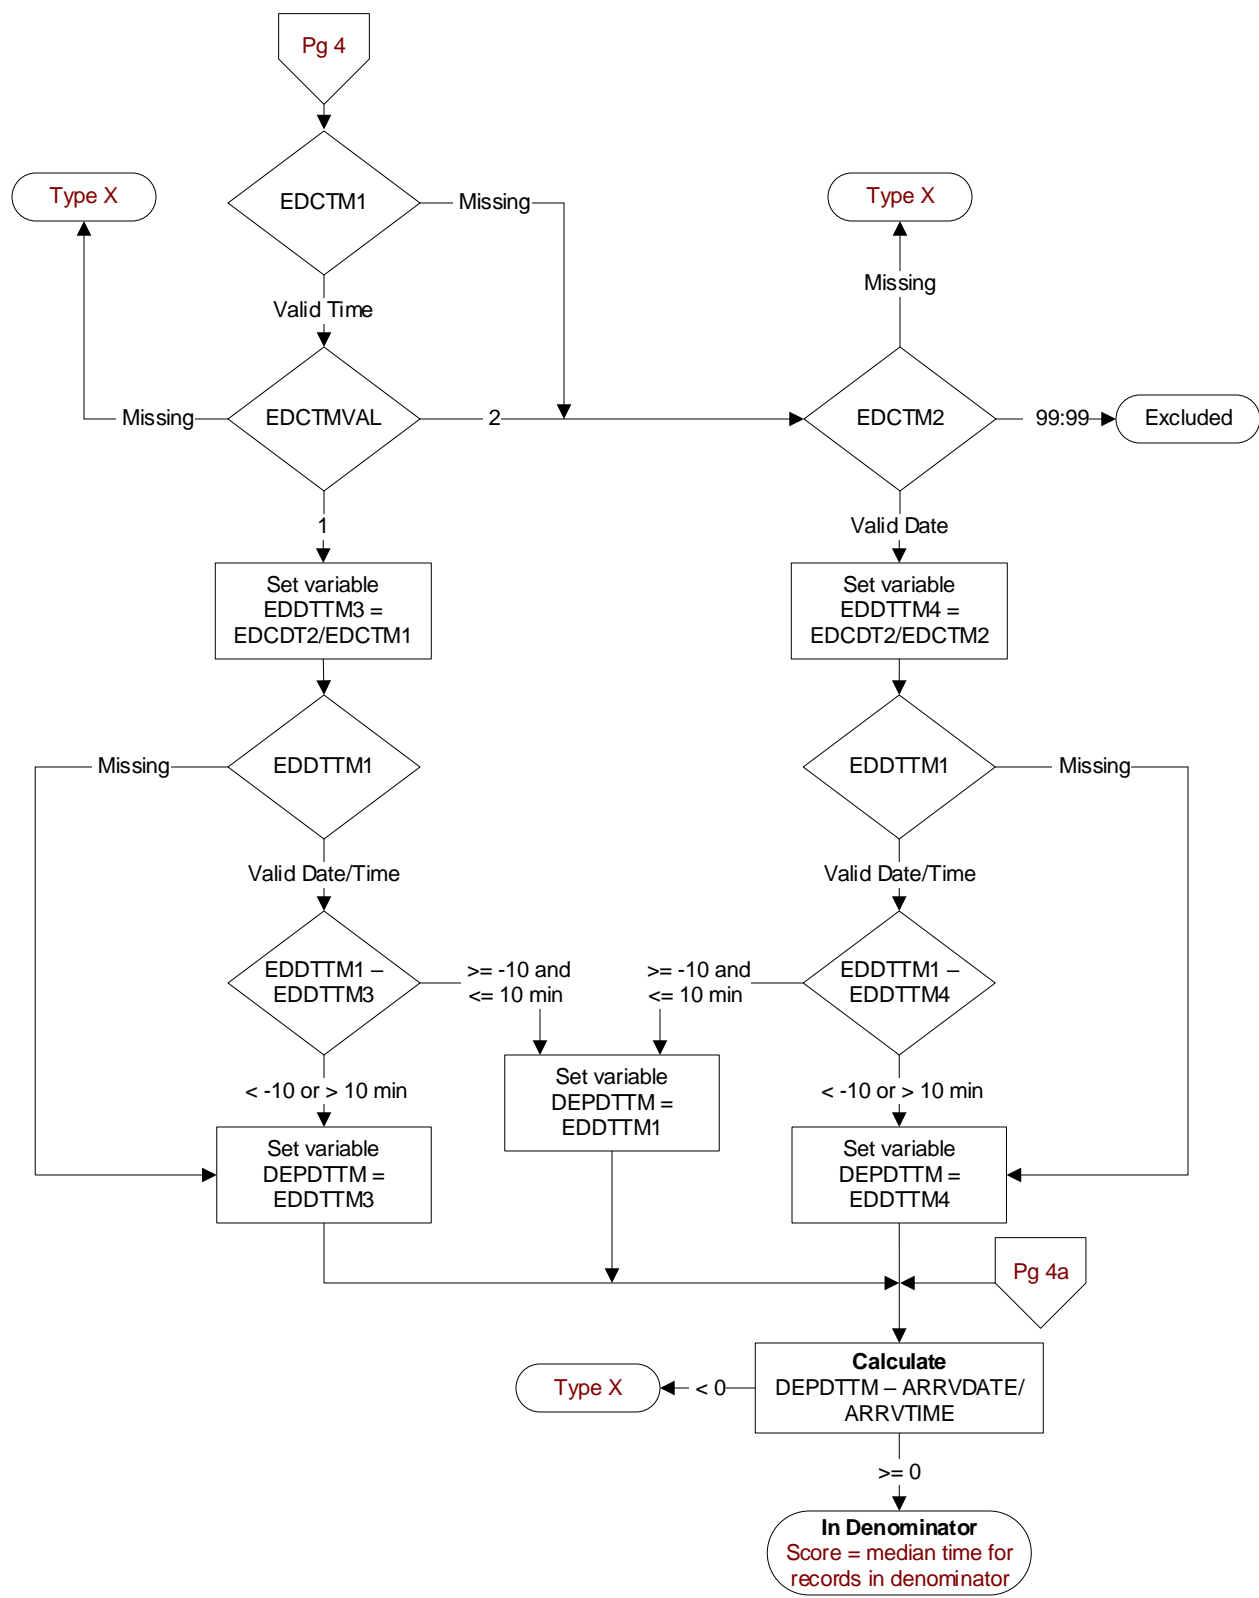 Pg 4
Type X
EDCTM1
Missing
Type X
Missing
Valid Time
Missing
EDCTMVAL
2
EDCTM2
99:99
Excluded
1
Valid Date
Set variable
EDDTTM3 =
EDCDT2/EDCTM1
Set variable
EDDTTM4 =
EDCDT2/EDCTM2
Missing
EDDTTM1
EDDTTM1
Missing
Valid Date/Time
Valid Date/Time
EDDTTM1 –
EDDTTM3
>= -10 and
<= 10 min
>= -10 and
<= 10 min
EDDTTM1 –
EDDTTM4
< -10 or > 10 min
Set variable
DEPDTTM =
EDDTTM1
< -10 or > 10 min
Set variable
DEPDTTM =
EDDTTM3
Set variable
DEPDTTM =
EDDTTM4
Pg 4a
Type X
< 0
Calculate
DEPDTTM – ARRVDATE/
ARRVTIME
>= 0
In Denominator
Score = median time for
records in denominator